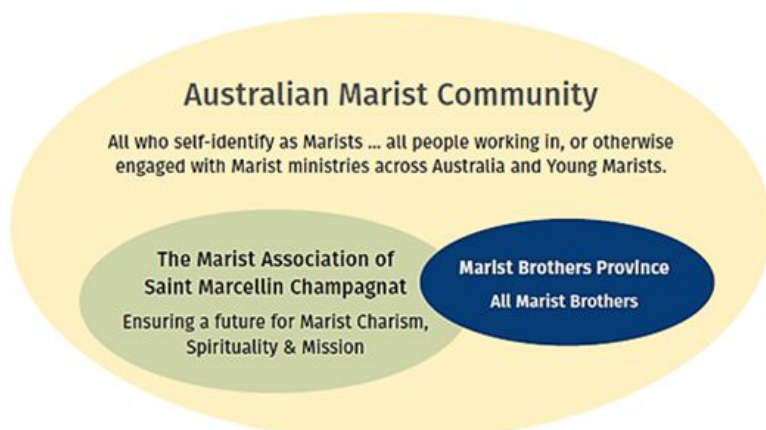 Australian Marist Community
All who self-identify as Marists ... all people working in, or otherwise
engaged with Marist ministries across Australia and Young Marists.
The Marist Association of
Saint Marcellin Champagnat
Ensuring a future for Marist Charism,
Spirituality & Mission
Marist Brothers Province
All Marist Brothers